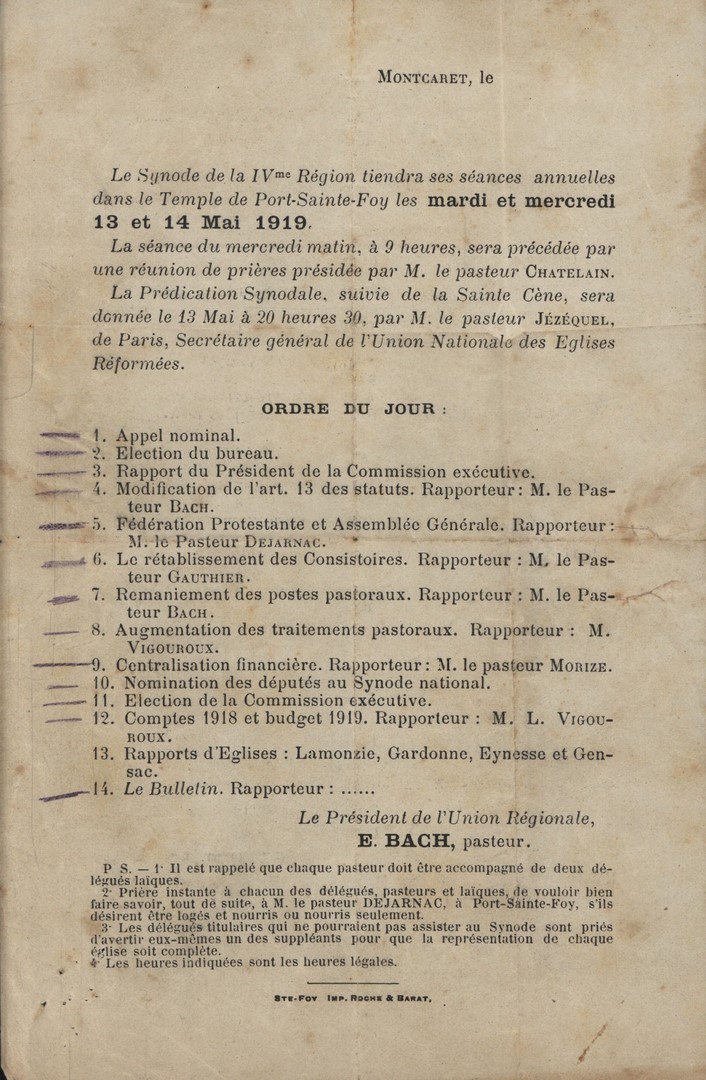 MONTCARET, le
Le Synode de la IVme Région tiendra ses séances annuelles
dans le Temple de Port-Sainte-Foy les mardi et mercredi
13 et 14 Mai 1919.
La séance du mercredi matin, à 9 heures, sera précédée par
une réunion de prières présidée par M. le pasteur CHATELAIN.
La Prédication Synodale, suivie de la Sainte Cène, sera
donnée le 13 Mai à 20 heures 30, par M. le pasteur JÉZÉQUEL,
de Paris, Secrétaire général de l'Union Nationale des Eglises
Réformées.
ORDRE DU JOUR :
1. Appel nominal.
2. Election du bureau.
3. Rapport du Président de la Commission exécutive.
4. Modification de l'art. 13 des statuts. Rapporteur : M. le Pas-
teur BACH.
5. Fédération Protestante et Assemblée Générale. Rapporteur :
M. le Pasteur DEJARNAC.
6. Le rétablissement des Consistoires. Rapporteur : M. le Pas-
teur GAUTHIER.
7. Remaniement des postes pastoraux. Rapporteur : M. le Pas-
teur BACH.
8. Augmentation des traitements pastoraux. Rapporteur : M.
VIGOUROUX.
9. Centralisation financière. Rapporteur : M. le pasteur MORIZE.
10. Nomination des députés au Synode national.
11. Election de la Commission exécutive.
12. Comptes 1918 et budget 1919. Rapporteur : M. L. VIGOU-
ROUX.
13. Rapports d'Eglises : Lamonzie, Gardonne, Eynesse et Gen-
sac.
14. Le Bulletin. Rapporteur : ......
Le Président de l'Union Régionale,
E. BACH, pasteur.
P S. — 1· Il est rappelé que chaque pasteur doit être accompagné de deux dé-
légués laïques.
2· Prière instante à chacun des délégués, pasteurs et laïques, de vouloir bien
faire savoir, tout de suite, à M. le pasteur DEJARNAC, à Port-Sainte-Foy, s'ils
désirent être logés et nourris ou nourris seulement.
3· Les délégués titulaires qui ne pourraient pas assister au Synode sont priés
d'avertir eux-mêmes un des suppléants pour que la représentation de chaque
église soit complète.
4· Les heures indiquées sont les heures légales.
STE-FOY IMP. ROCHE & BARAT,